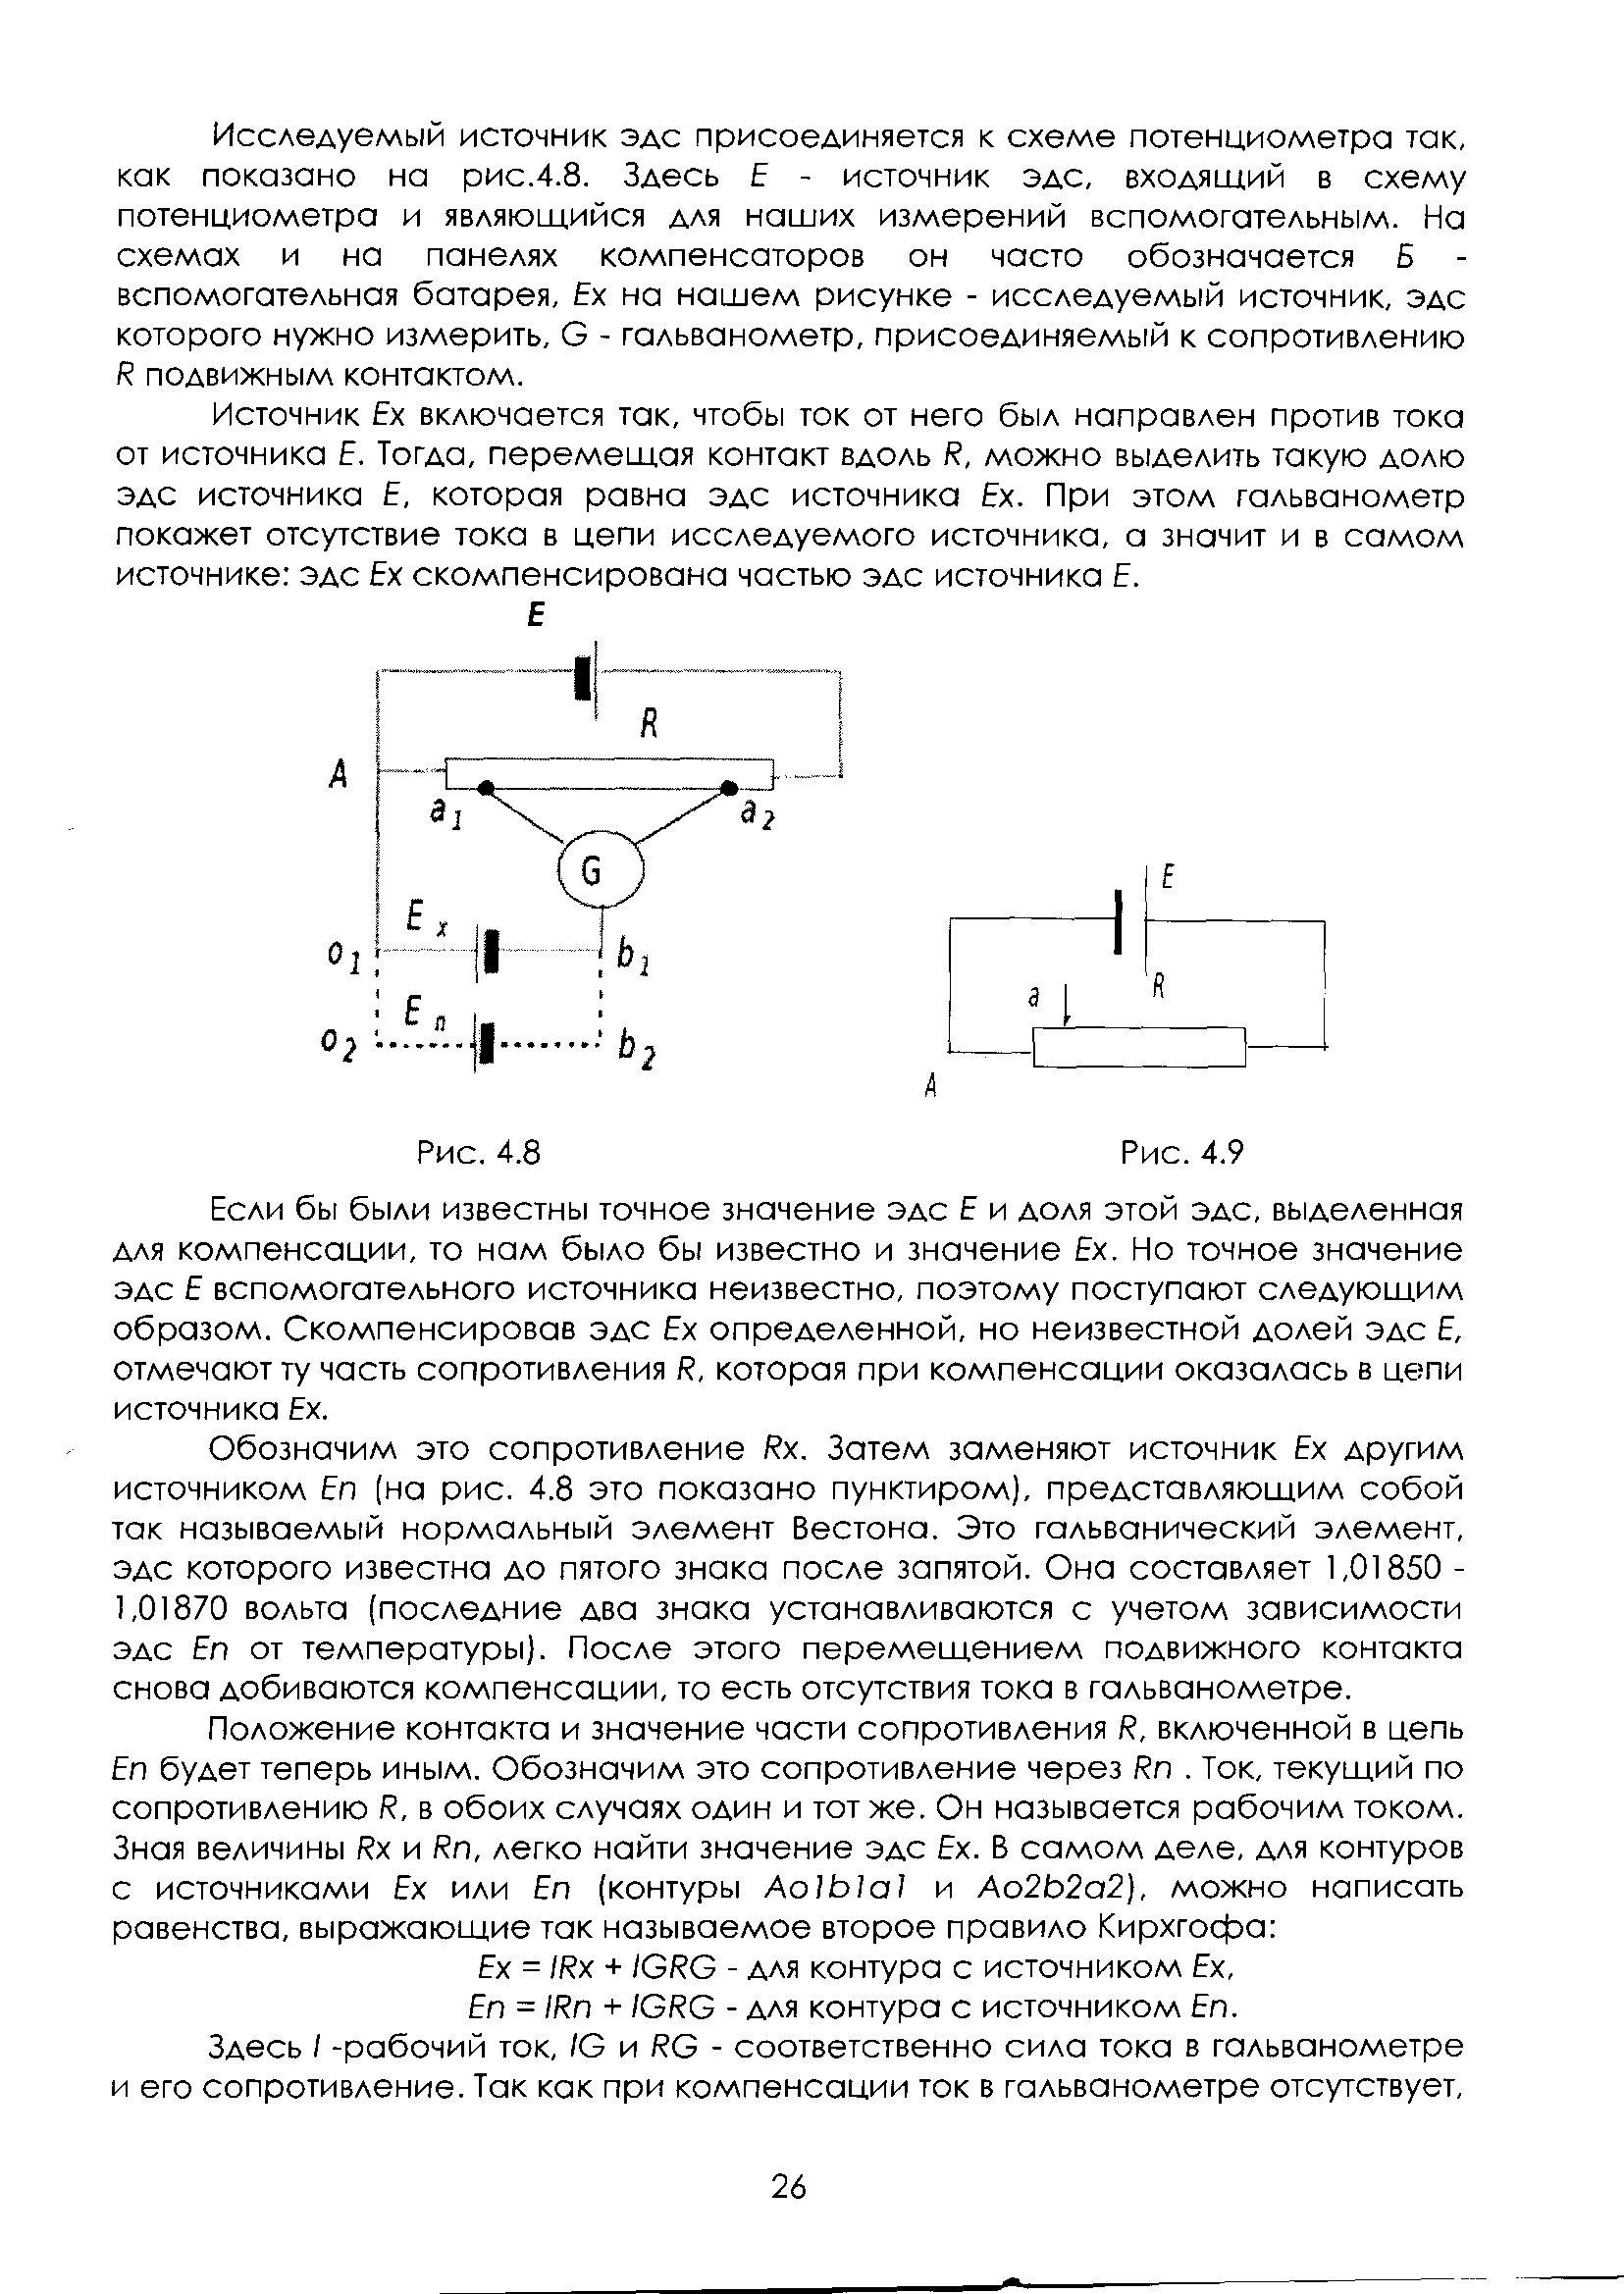 Исследуемый источник эдс присоединяется к схеме потенциометра так,
как показано на рис.4.8. Здесь E - источник эдс, входящий в схему
потенциометра и являющийся для наших измерений вспомогательным. На
схемах и на панелях компенсаторов он часто обозначается Б -
вспомогательная батарея, Ex на нашем рисунке - исследуемый источник, эдс
которого нужно измерить, G - гальванометр, присоединяемый к сопротивлению
R подвижным контактом.
Источник Ex включается так, чтобы ток от него был направлен против тока
от источника E. Тогда, перемещая контакт вдоль R, можно выделить такую долю
эдс источника E, которая равна эдс источника Ex. При этом гальванометр
покажет отсутствие тока в цепи исследуемого источника, а значит и в самом
источнике: эдс Ex скомпенсирована частью эдс источника E.
E
R
A
a1 a2
G
Ex
o1 b1
En
o2 b2
E
R
a
A
Рис. 4.8 Рис. 4.9
Если бы были известны точное значение эдс E и доля этой эдс, выделенная
для компенсации, то нам было бы известно и значение Ex. Но точное значение
эдс E вспомогательного источника неизвестно, поэтому поступают следующим
образом. Скомпенсировав эдс Ex определенной, но неизвестной долей эдс E,
отмечают ту часть сопротивления R, которая при компенсации оказалась в цепи
источника Ex.
Обозначим это сопротивление Rx. Затем заменяют источник Ex другим
источником En (на рис. 4.8 это показано пунктиром), представляющим собой
так называемый нормальный элемент Вестона. Это гальванический элемент,
эдс которого известна до пятого знака после запятой. Она составляет 1,01850 -
1,01870 вольта (последние два знака устанавливаются с учетом зависимости
эдс En от температуры). После этого перемещением подвижного контакта
снова добиваются компенсации, то есть отсутствия тока в гальванометре.
Положение контакта и значение части сопротивления R, включенной в цепь
En будет теперь иным. Обозначим это сопротивление через Rn . Ток, текущий по
сопротивлению R, в обоих случаях один и тот же. Он называется рабочим током.
Зная величины Rx и Rn, легко найти значение эдс Ex. В самом деле, для контуров
с источниками Ex или En (контуры Ao1b1a1 и Ao2b2a2), можно написать
равенства, выражающие так называемое второе правило Кирхгофа:
Ex = IRx + IGRG - для контура с источником Ex,
En = IRn + IGRG - для контура с источником En.
Здесь I -рабочий ток, IG и RG - соответственно сила тока в гальванометре
и его сопротивление. Так как при компенсации ток в гальванометре отсутствует,
26